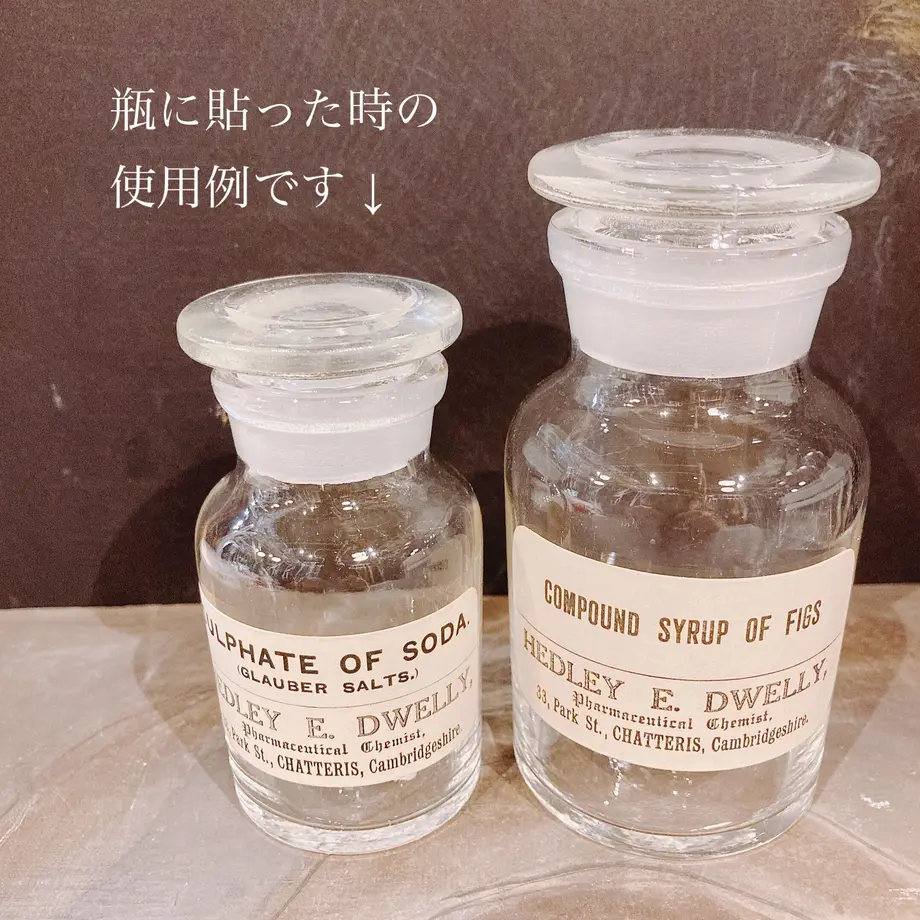 瓶に貼った時の
使用例です↓
ULPHATE OF SODA.
(GLAUBER SALTS.)
EDLEY E. DWELLY,
Pharmaceutical Chemist,
Park St., CHATTERIS, Cambridgeshire.
COMPOUND SYRUP OF FIGS
HEDLEY E. DWELLY,
Pharmaceutical Chemist,
33, Park St., CHATTERIS, Cambridgeshire.